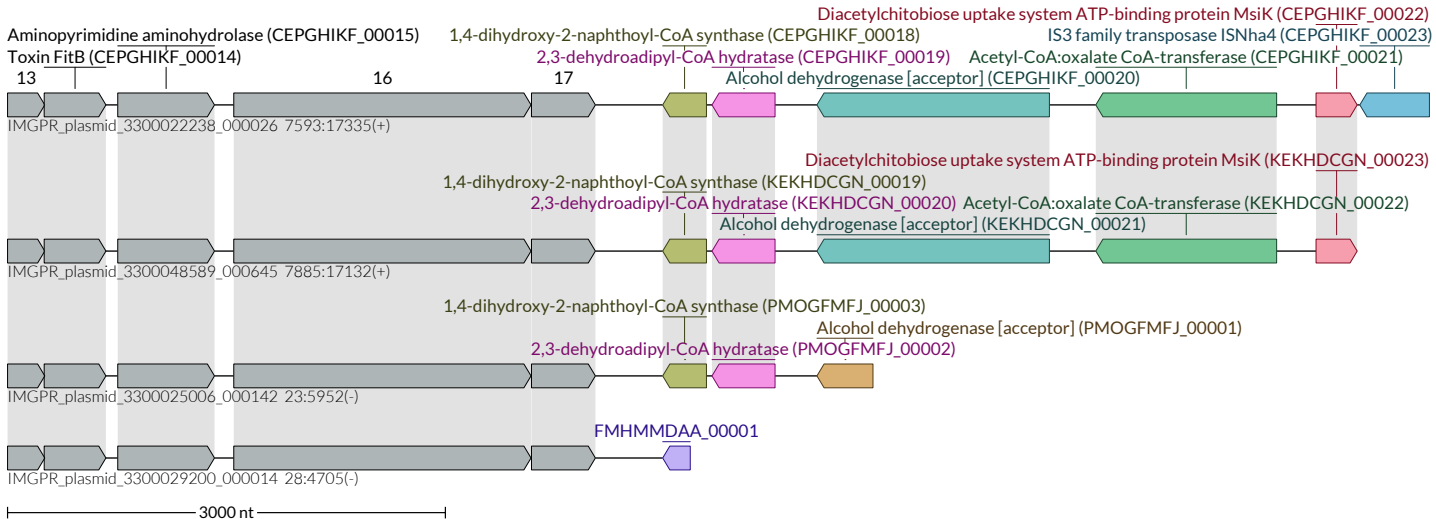 Diacetylchitobiose uptake system ATP-binding protein MsiK (CEPGHIKF_00022)
Aminopyrimidine aminohydrolase (CEPGHIKF_00015) 1,4-dihydroxy-2-naphthoyl-CoA synthase (CEPGHIKF_00018) IS3 family transposase ISNha4 (CEPGHIKF_00023)
Toxin FitB (CEPGHIKF_00014) 2,3-dehydroadipyl-CoA hydratase (CEPGHIKF_00019) Acetyl-CoA:oxalate CoA-transferase (CEPGHIKF_00021)
13 16 17 Alcohol dehydrogenase [acceptor] (CEPGHIKF_00020)
IMGPR_plasmid_3300022238_000026 7593:17335(+)
Diacetylchitobiose uptake system ATP-binding protein MsiK (KEKHDCGN_00023)
1,4-dihydroxy-2-naphthoyl-CoA synthase (KEKHDCGN_00019)
2,3-dehydroadipyl-CoA hydratase (KEKHDCGN_00020) Acetyl-CoA:oxalate CoA-transferase (KEKHDCGN_00022)
Alcohol dehydrogenase [acceptor] (KEKHDCGN_00021)
IMGPR_plasmid_3300048589_000645 7885:17132(+)
1,4-dihydroxy-2-naphthoyl-CoA synthase (PMOGFMFJ_00003)
Alcohol dehydrogenase [acceptor] (PMOGFMFJ_00001)
2,3-dehydroadipyl-CoA hydratase (PMOGFMFJ_00002)
IMGPR_plasmid_3300025006_000142 23:5952(-)
FMHMMDAA_00001
IMGPR_plasmid_3300029200_000014 28:4705(-)
3000 nt